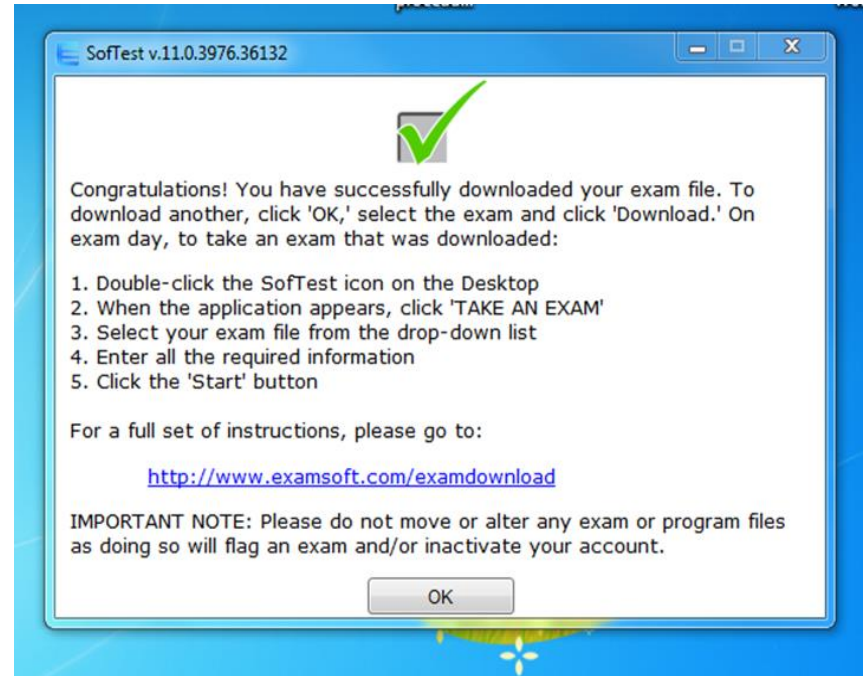 SofTest v.11.0.3976.36132
Congratulations! You have successfully downloaded your exam file. To
download another, click 'OK,' select the exam and click 'Download.' On
exam day, to take an exam that was downloaded:
1. Double-click the SofTest icon on the Desktop
2. When the application appears, click 'TAKE AN EXAM'
3. Select your exam file from the drop-down list
4. Enter all the required information
5. Click the 'Start' button
For a full set of instructions, please go to:
http://www.examsoft.com/examdownload
IMPORTANT NOTE: Please do not move or alter any exam or program files
as doing so will flag an exam and/or inactivate your account.
OK